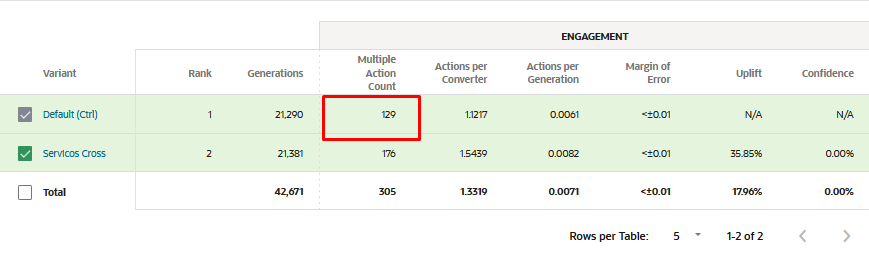 ENGAGEMENT
Variant Rank Generations Multiple Action Count Actions per Converter Actions per Generation Margin of Error Uplift Confidence
Default (Ctrl) 1 21,290 129 1.1217 0.0061 <±0.01 N/A N/A
Servicos Cross 2 21,381 176 1.5439 0.0082 <±0.01 35.85% 0.00%
Total 42,671 305 1.3319 0.0071 <±0.01 17.96% 0.00%
Rows per Table: 5 1-2 of 2